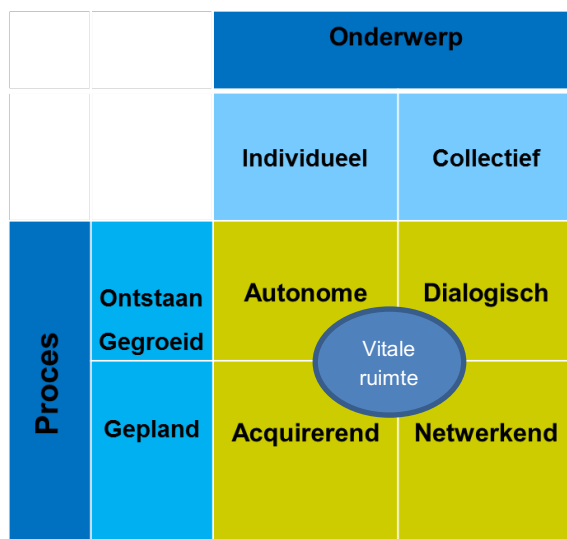 Onderwerp
Individueel
Collectief
Proces
Ontstaan
Gegroeid
Autonome
Dialogisch
Vitale
ruimte
Gepland
Acquirerend
Netwerkend